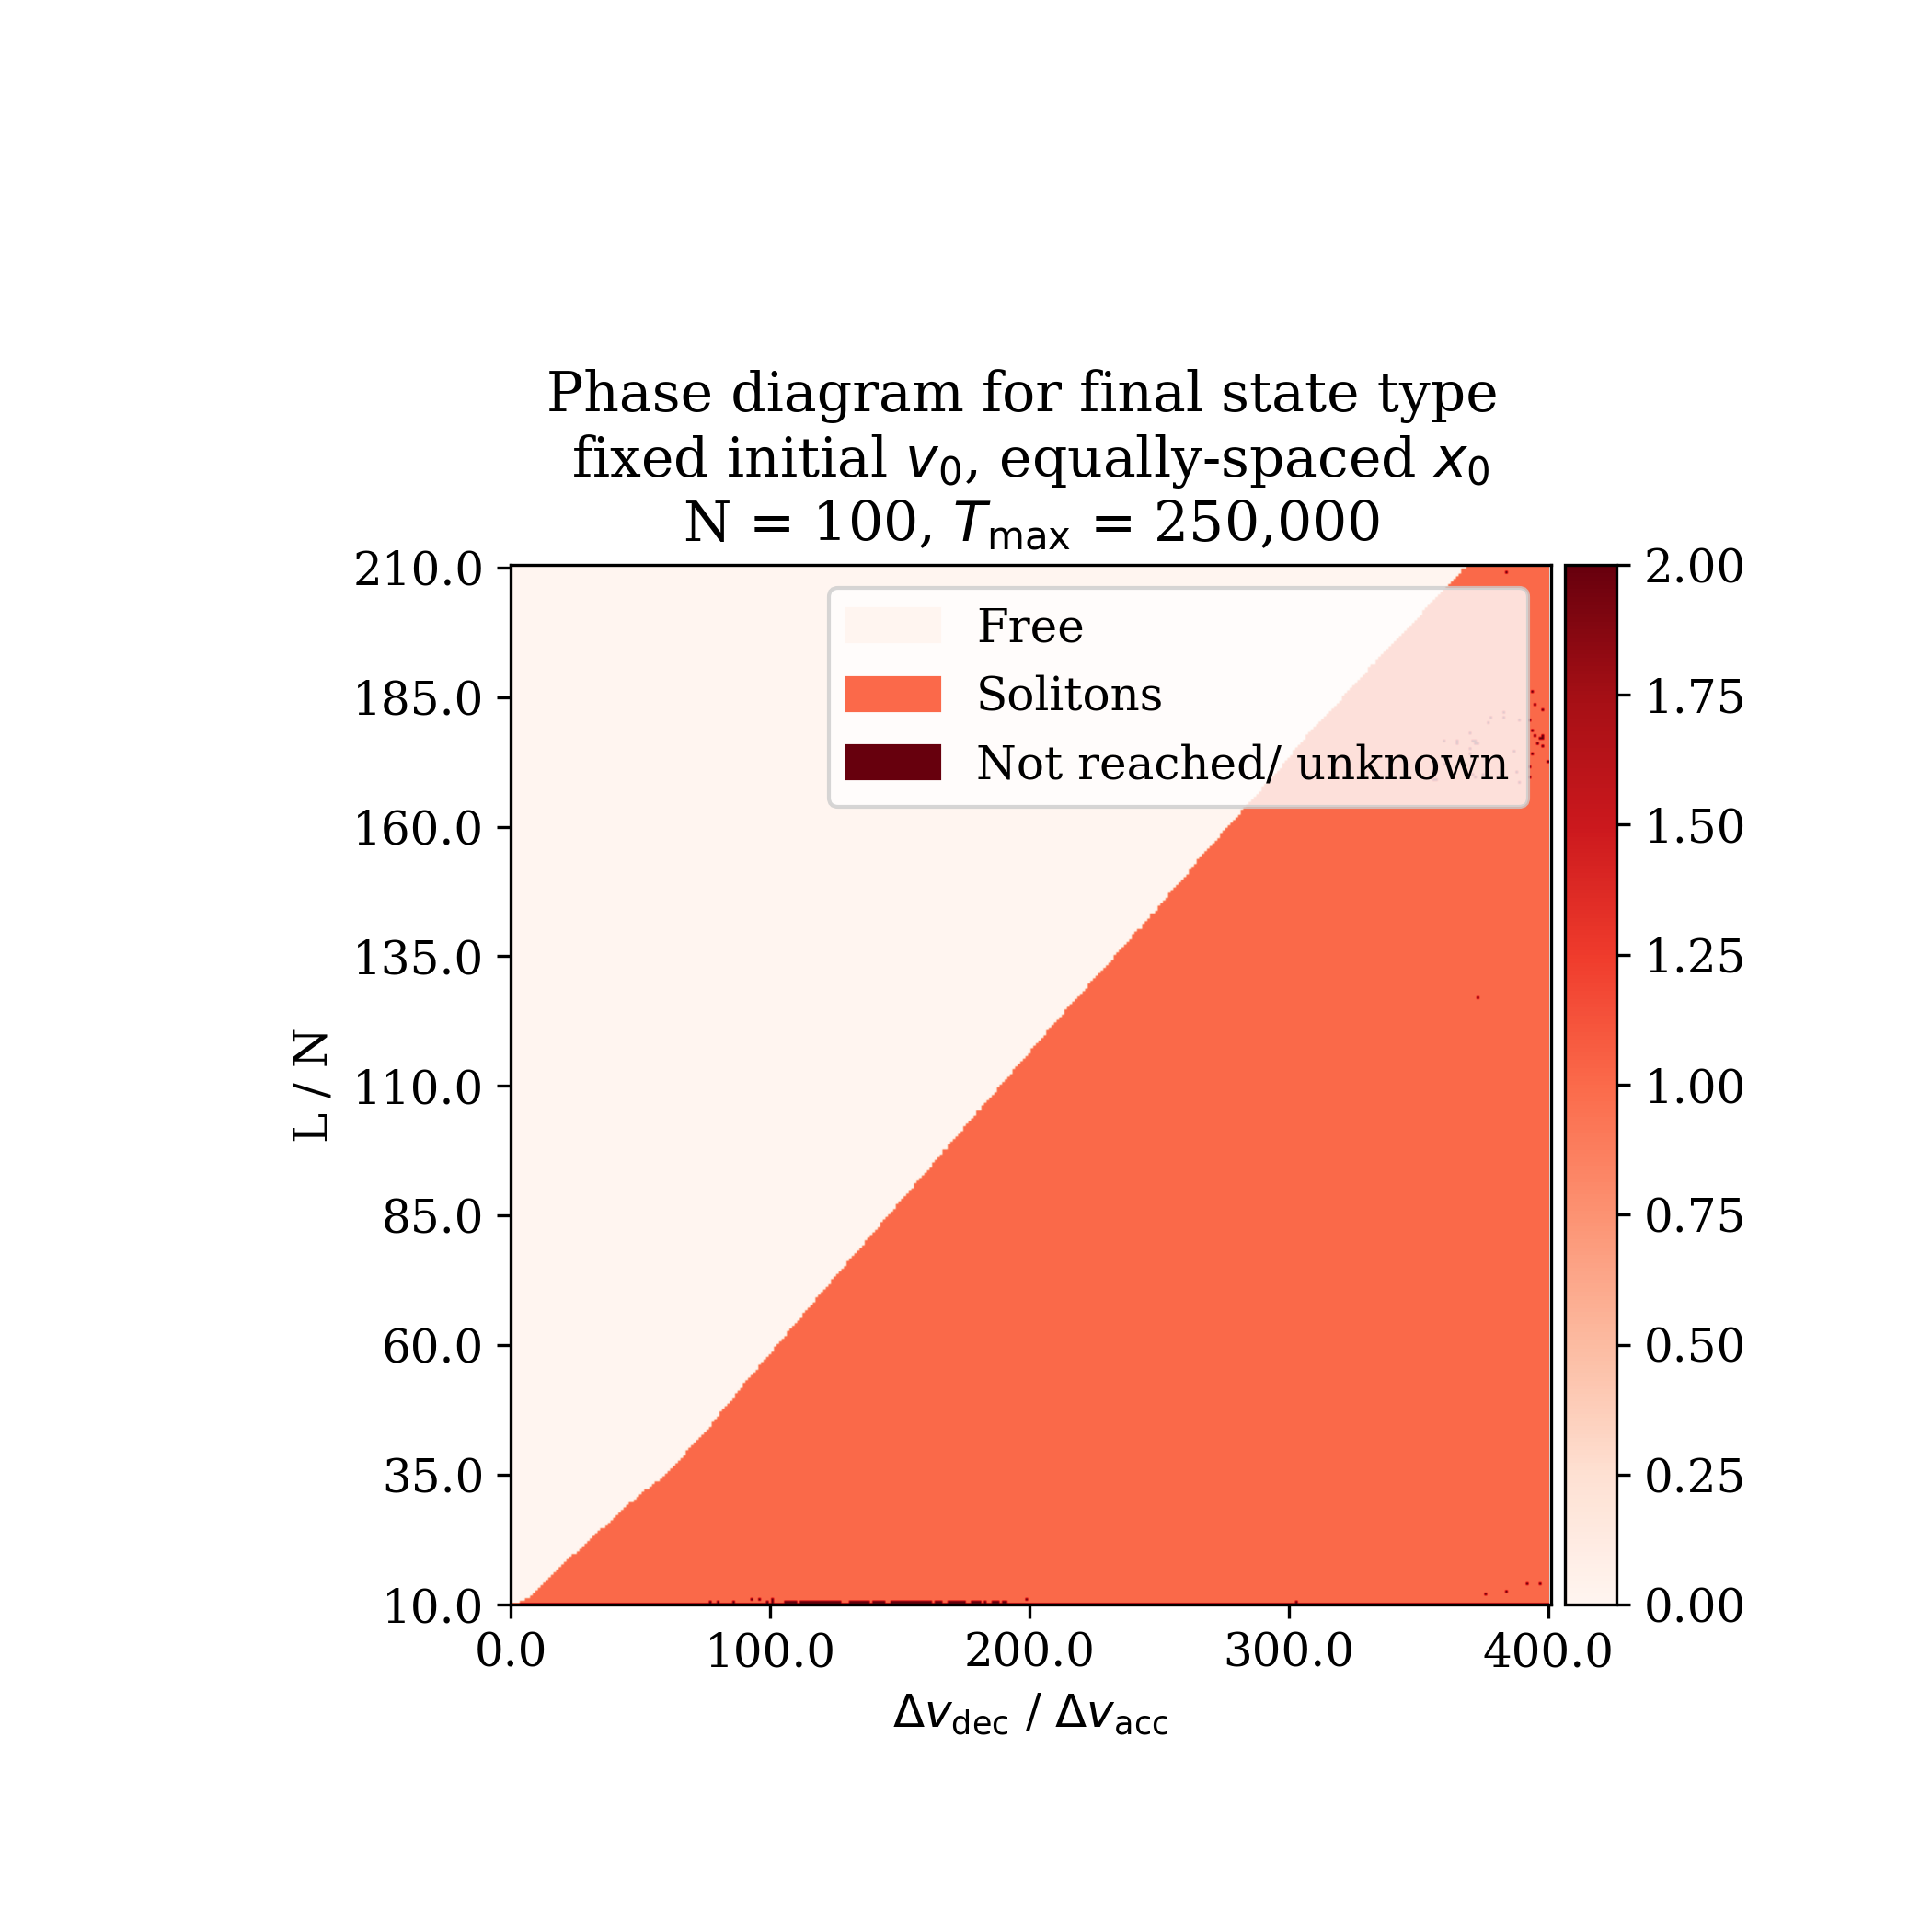 Phase diagram for final state type
fixed initial v₀, equally-spaced x₀
N = 100, Tmax = 250,000
Free
Solitons
Not reached/ unknown
L / N
210.0
185.0
160.0
135.0
110.0
85.0
60.0
35.0
10.0
0.0
100.0
200.0
300.0
400.0
Δvdec / Δvacc
2.00
1.75
1.50
1.25
1.00
0.75
0.50
0.25
0.00